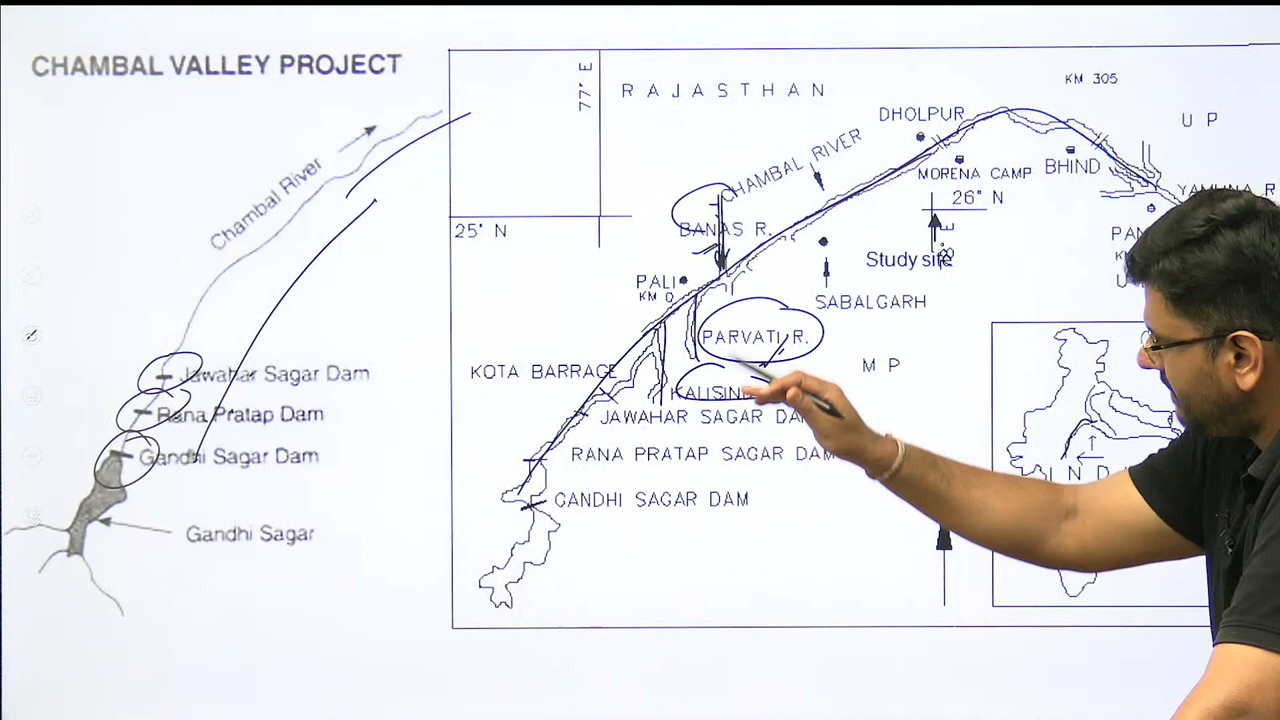 CHAMBAL VALLEY PROJECT
Chambal River
Jawahar Sagar Dam
Rana Pratap Dam
Gandhi Sagar Dam
Gandhi Sagar
77° E
RAJASTHAN
KM 305
DHOLPUR
U P
CHAMBAL RIVER
MORENA CAMP
BHIND
26° N
YAMUNA R
BANAS R.
25° N
Study site
PALI
KM 0
SABALGARH
PARVATI R.
M P
KOTA BARRAGE
KALISIND
JAWAHAR SAGAR DAM
RANA PRATAP SAGAR DAM
GANDHI SAGAR DAM
I N D